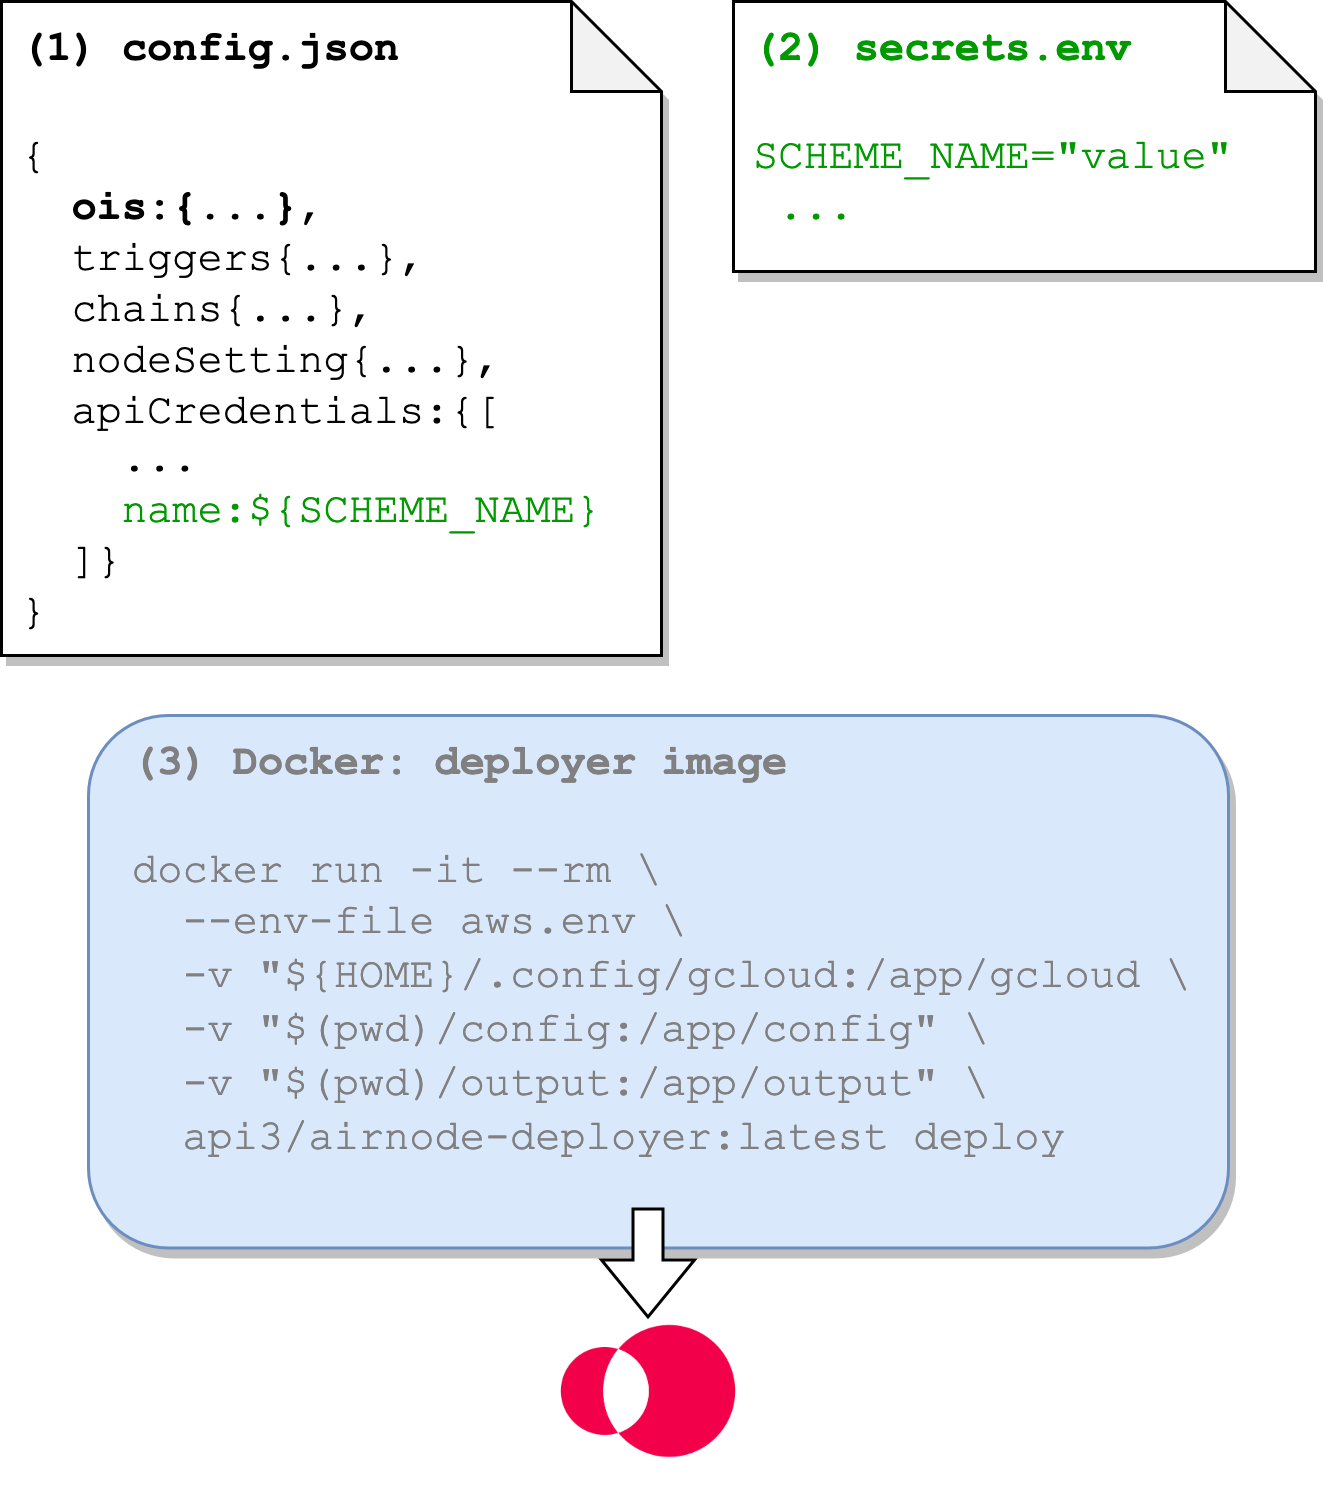 (1) config.json
{
  ois:{...},
  triggers{...},
  chains{...},
  nodeSetting{...},
  apiCredentials:{[
    ...
    name:${SCHEME_NAME}
  ]}
}
(2) secrets.env
SCHEME_NAME="value"
 ...
(3) Docker: deployer image
docker run -it --rm \
  --env-file aws.env \
  -v "${HOME}/.config/gcloud:/app/gcloud \
  -v "$(pwd)/config:/app/config" \
  -v "$(pwd)/output:/app/output" \
  api3/airnode-deployer:latest deploy